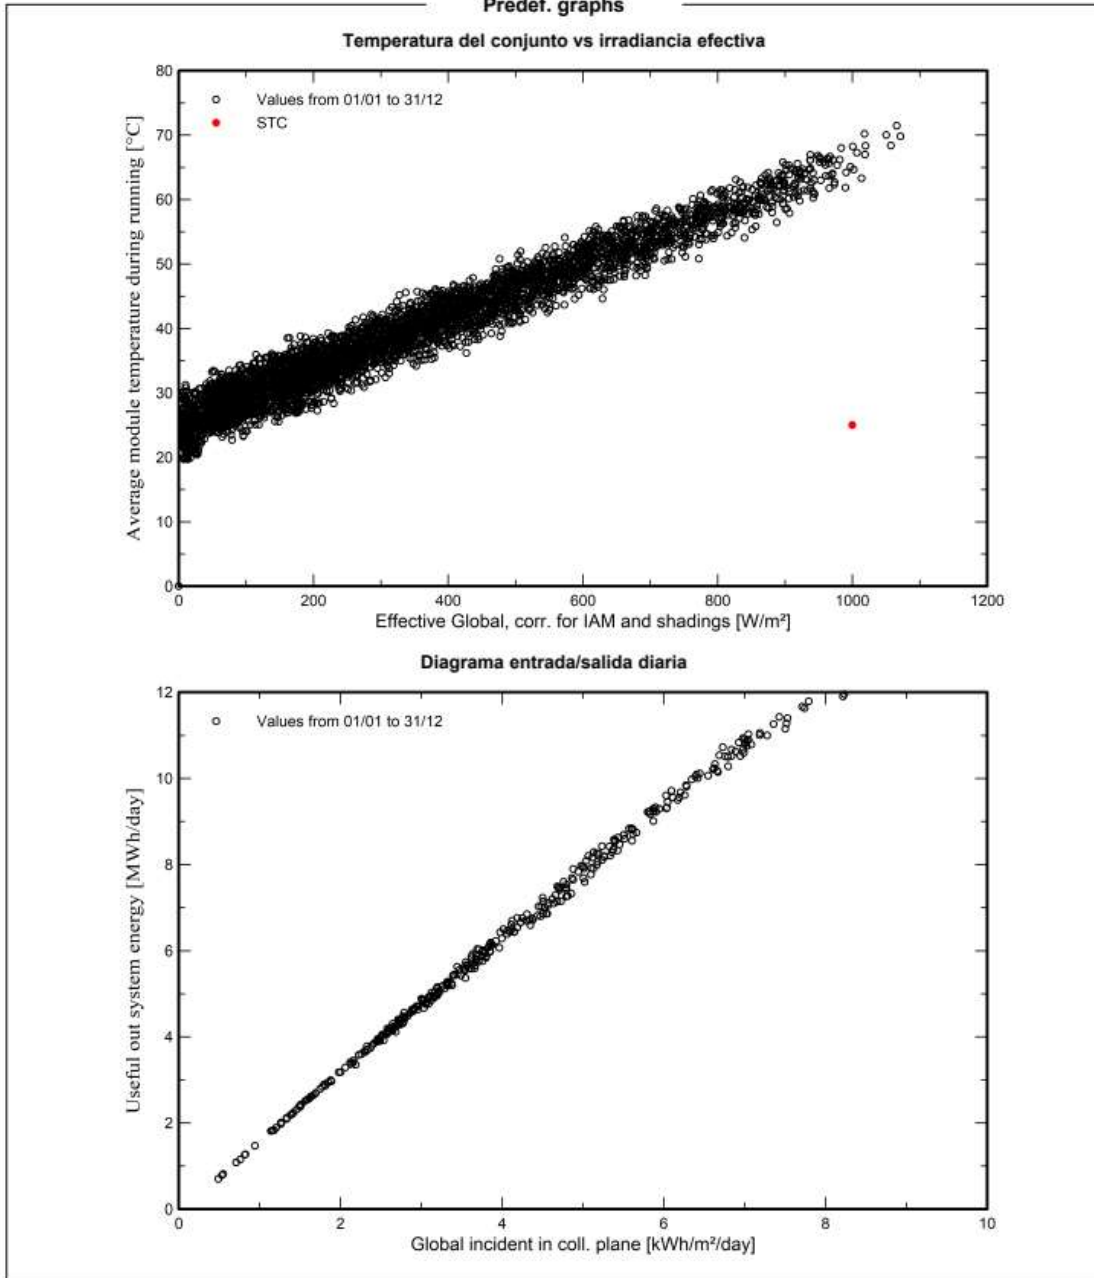 Predef. graphs
Temperatura del conjunto vs irradiancia efectiva
Values from 01/01 to 31/12
STC
Average module temperature during running [°C]
80
70
60
50
40
30
20
10
0
0 200 400 600 800 1000 1200
Effective Global, corr. for IAM and shadings [W/m²]
Diagrama entrada/salida diaria
Values from 01/01 to 31/12
Useful out system energy [MWh/day]
12
10
8
6
4
2
0
0 2 4 6 8 10
Global incident in coll. plane [kWh/m²/day]